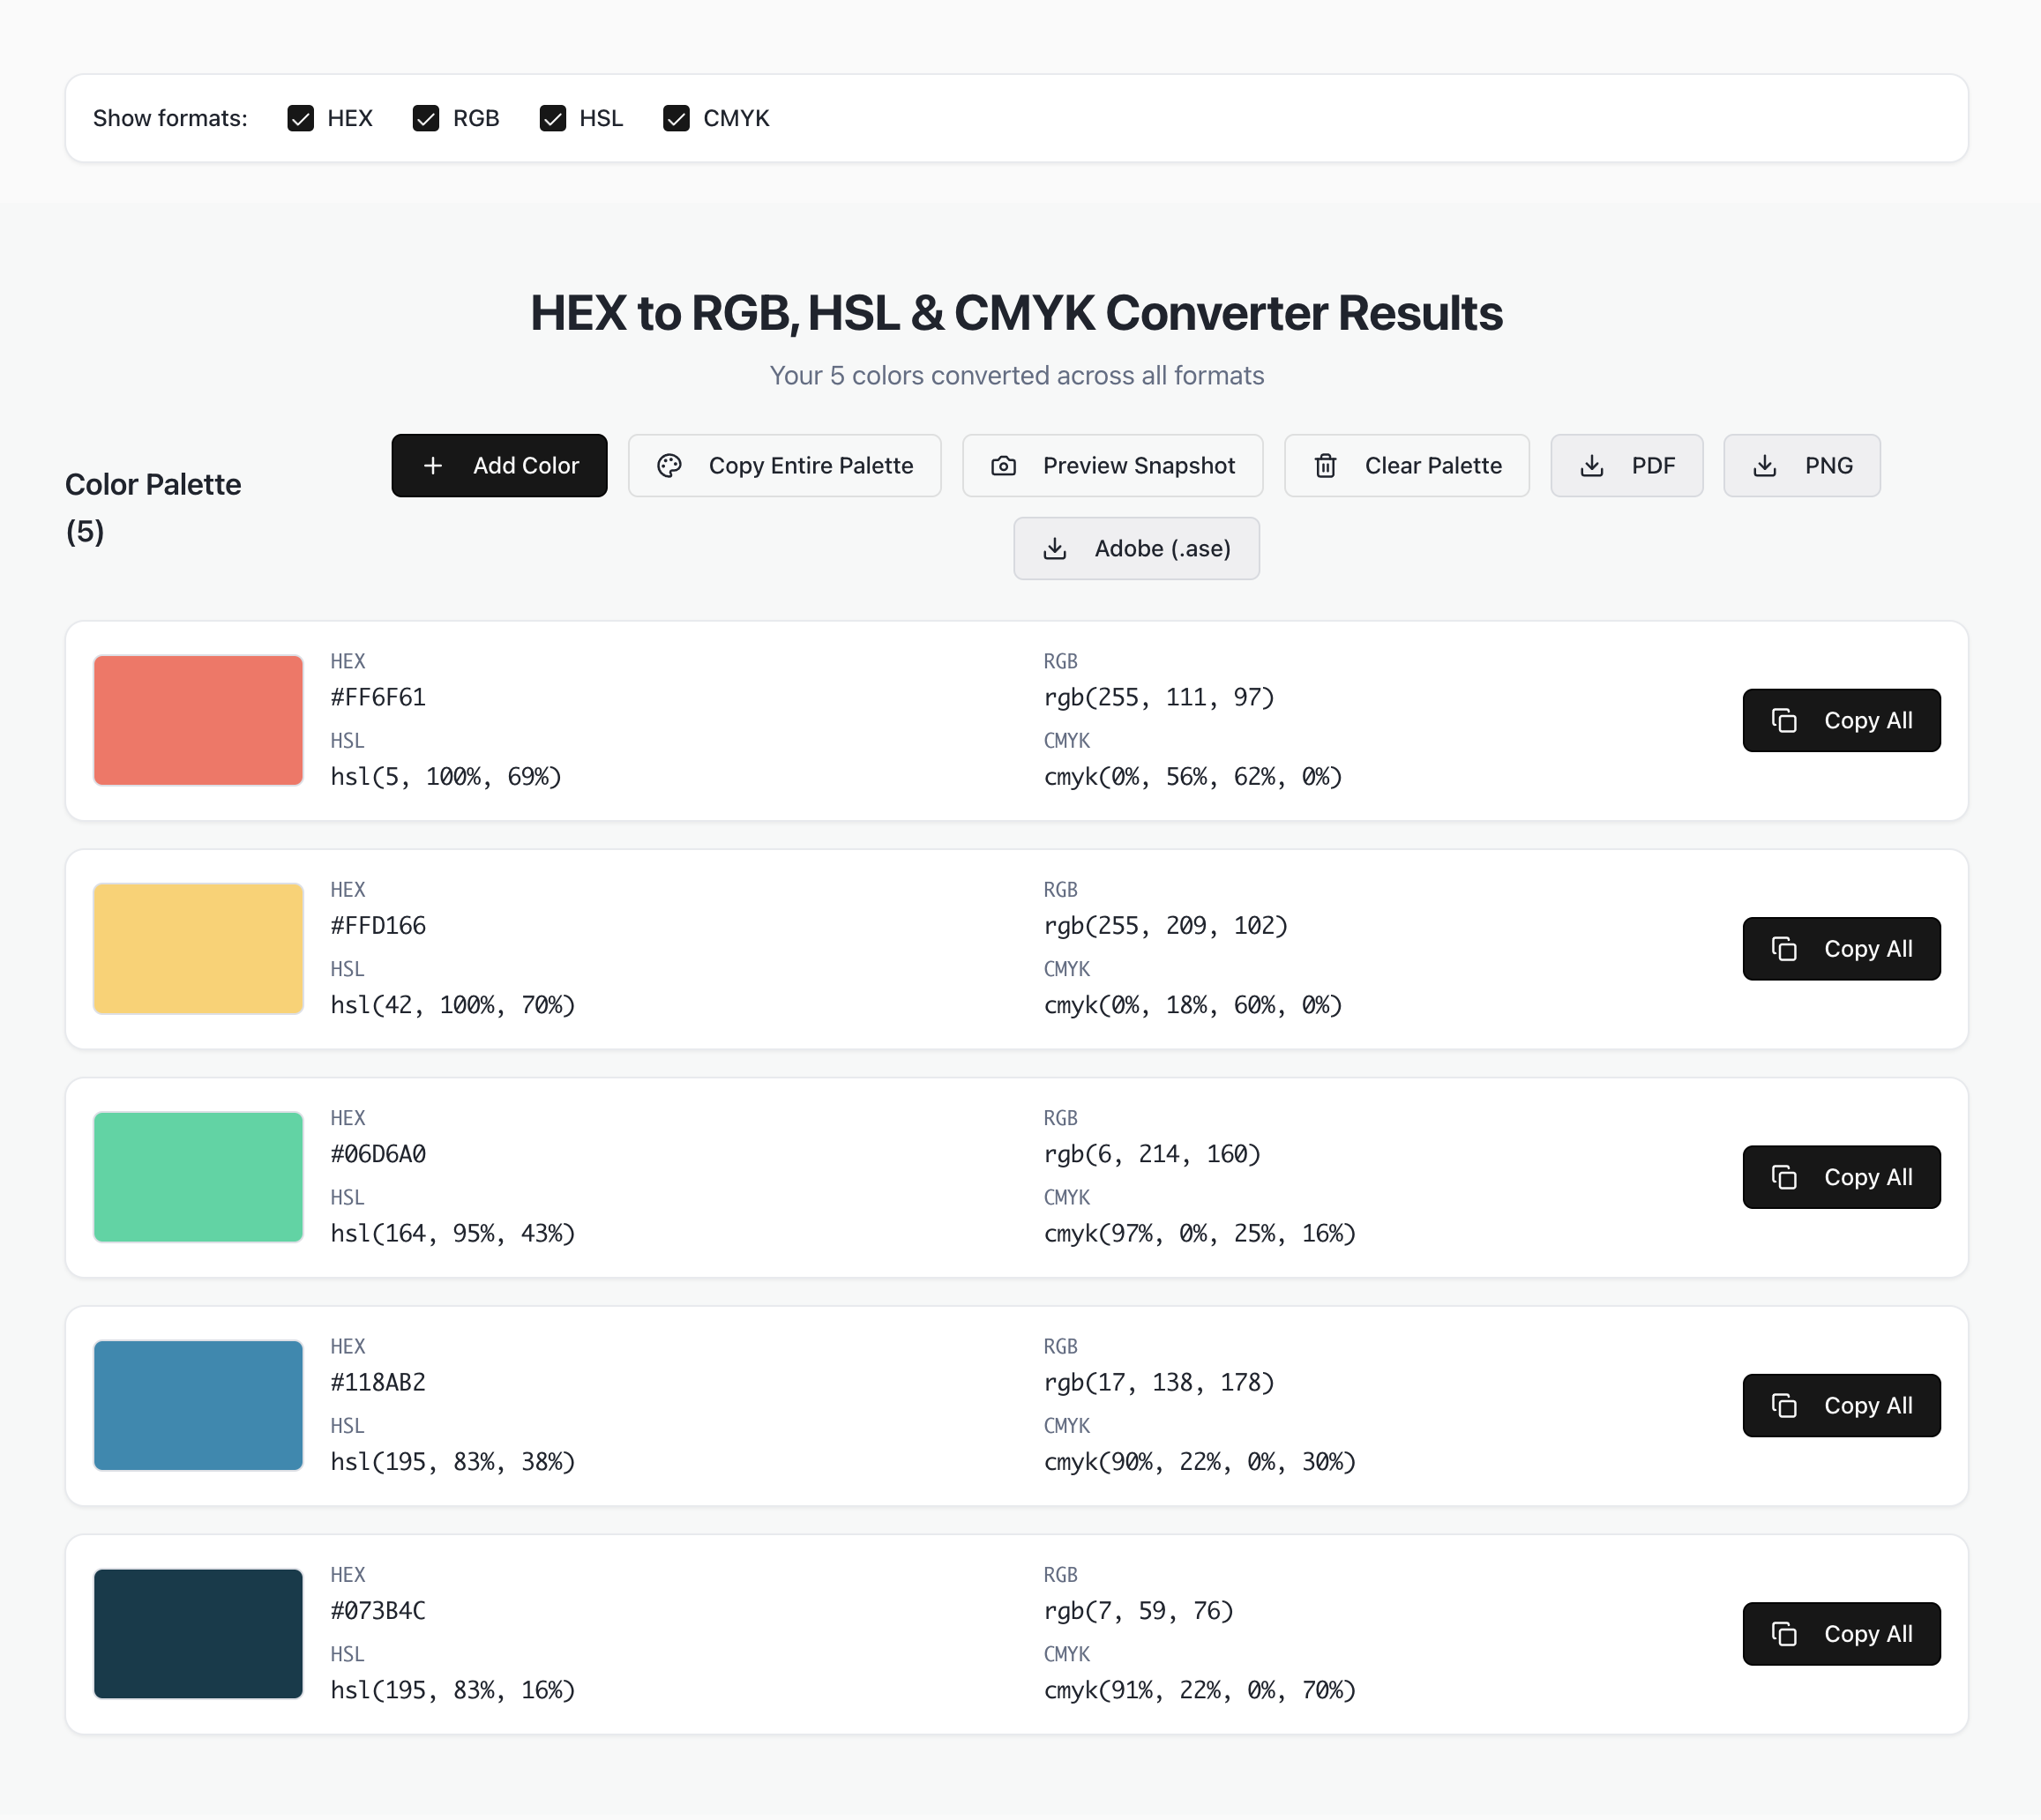 Show formats: HEX RGB HSL CMYK
HEX to RGB, HSL & CMYK Converter Results
Your 5 colors converted across all formats
Color Palette
(5)
Add Color Copy Entire Palette Preview Snapshot Clear Palette PDF PNG
Adobe (.ase)
HEX RGB
#FF6F61 rgb(255, 111, 97)
HSL CMYK
hsl(5, 100%, 69%) cmyk(0%, 56%, 62%, 0%)
Copy All
HEX RGB
#FFD166 rgb(255, 209, 102)
HSL CMYK
hsl(42, 100%, 70%) cmyk(0%, 18%, 60%, 0%)
Copy All
HEX RGB
#06D6A0 rgb(6, 214, 160)
HSL CMYK
hsl(164, 95%, 43%) cmyk(97%, 0%, 25%, 16%)
Copy All
HEX RGB
#118AB2 rgb(17, 138, 178)
HSL CMYK
hsl(195, 83%, 38%) cmyk(90%, 22%, 0%, 30%)
Copy All
HEX RGB
#073B4C rgb(7, 59, 76)
HSL CMYK
hsl(195, 83%, 16%) cmyk(91%, 22%, 0%, 70%)
Copy All